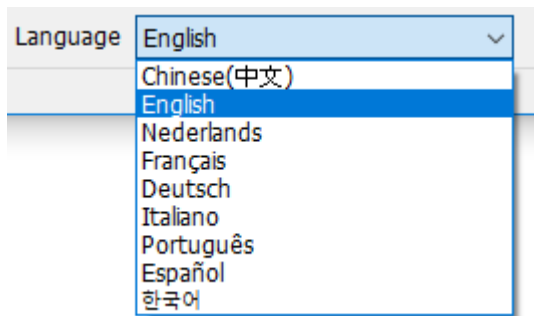 Language English
Chinese(中文)
English
Nederlands
Français
Deutsch
Italiano
Português
Español
한국어